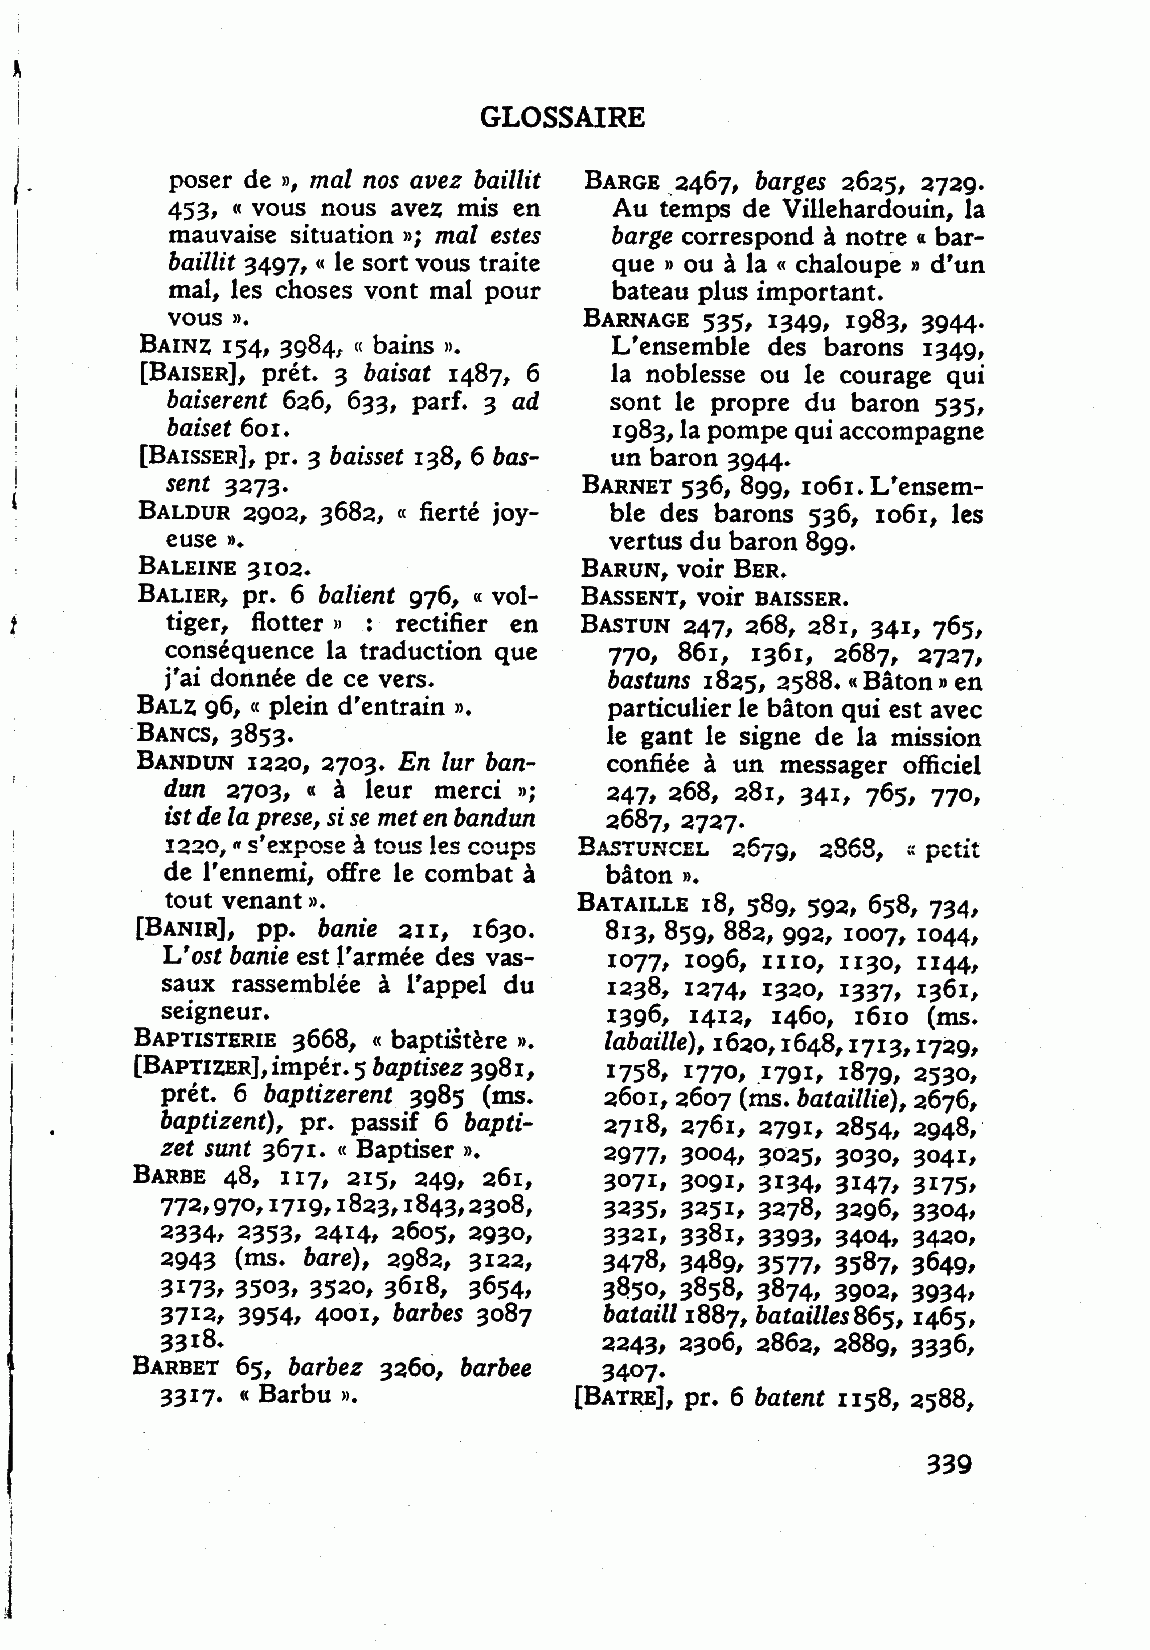 GLOSSAIRE
poser de », mal nos avez baillit
453, « vous nous avez mis en
mauvaise situation »; mal estes
baillit 3497, « le sort vous traite
mal, les choses vont mal pour
vous ».
BAINZ 154, 3984, « bains ».
[BAISER], prét. 3 baisat 1487, 6
baiserent 626, 633, parf. 3 ad
baiset 601.
[BAISSER], pr. 3 baisset 138, 6 bas-
sent 3273.
BALDUR 2902, 3682, « fierté joy-
euse ».
BALEINE 3102.
BALIER, pr. 6 balient 976, « vol-
tiger, flotter » : rectifier en
conséquence la traduction que
j'ai donnée de ce vers.
BALZ 96, « plein d'entrain ».
BANCS, 3853.
BANDUN 1220, 2703. En lur ban-
dun 2703, « à leur merci »;
ist de la prese, si se met en bandun
1220, « s'expose à tous les coups
de l'ennemi, offre le combat à
tout venant ».
[BANIR], pp. banie 211, 1630.
L'ost banie est l'armée des vas-
saux rassemblée à l'appel du
seigneur.
BAPTISTERIE 3668, « baptistère ».
[BAPTIZER], impér. 5 baptisez 3981,
prét. 6 baptizerent 3985 (ms.
baptizent), pr. passif 6 bapti-
zet sunt 3671. « Baptiser ».
BARBE 48, 117, 215, 249, 261,
772, 970, 1719, 1823, 1843, 2308,
2334, 2353, 2414, 2605, 2930,
2943 (ms. bare), 2982, 3122,
3173, 3503, 3520, 3618, 3654,
3712, 3954, 4001, barbes 3087
3318.
BARBET 65, barbez 3260, barbee
3317. « Barbu ».
BARGE 2467, barges 2625, 2729.
Au temps de Villehardouin, la
barge correspond à notre « bar-
que » ou à la « chaloupe » d'un
bateau plus important.
BARNAGE 535, 1349, 1983, 3944.
L'ensemble des barons 1349,
la noblesse ou le courage qui
sont le propre du baron 535,
1983, la pompe qui accompagne
un baron 3944.
BARNET 536, 899, 1061. L'ensem-
ble des barons 536, 1061, les
vertus du baron 899.
BARUN, voir BER.
BASSENT, voir BAISSER.
BASTUN 247, 268, 281, 341, 765,
770, 861, 1361, 2687, 2727,
bastuns 1825, 2588. « Bâton » en
particulier le bâton qui est avec
le gant le signe de la mission
confiée à un messager officiel
247, 268, 281, 341, 765, 770,
2687, 2727.
BASTUNCEL 2679, 2868, « petit
bâton ».
BATAILLE 18, 589, 592, 658, 734,
813, 859, 882, 992, 1007, 1044,
1077, 1096, 1110, 1130, 1144,
1238, 1274, 1320, 1337, 1361,
1396, 1412, 1460, 1610 (ms.
labaille), 1620, 1648, 1713, 1729,
1758, 1770, 1791, 1879, 2530,
2601, 2607 (ms. bataillie), 2676,
2718, 2761, 2791, 2854, 2948,
2977, 3004, 3025, 3030, 3041,
3071, 3091, 3134, 3147, 3175,
3235, 3251, 3278, 3296, 3304,
3321, 3381, 3393, 3404, 3420,
3478, 3489, 3577, 3587, 3649,
3850, 3858, 3874, 3902, 3934,
bataill 1887, batailles 865, 1465,
2243, 2306, 2862, 2889, 3336,
3407.
[BATRE], pr. 6 batent 1158, 2588,
339